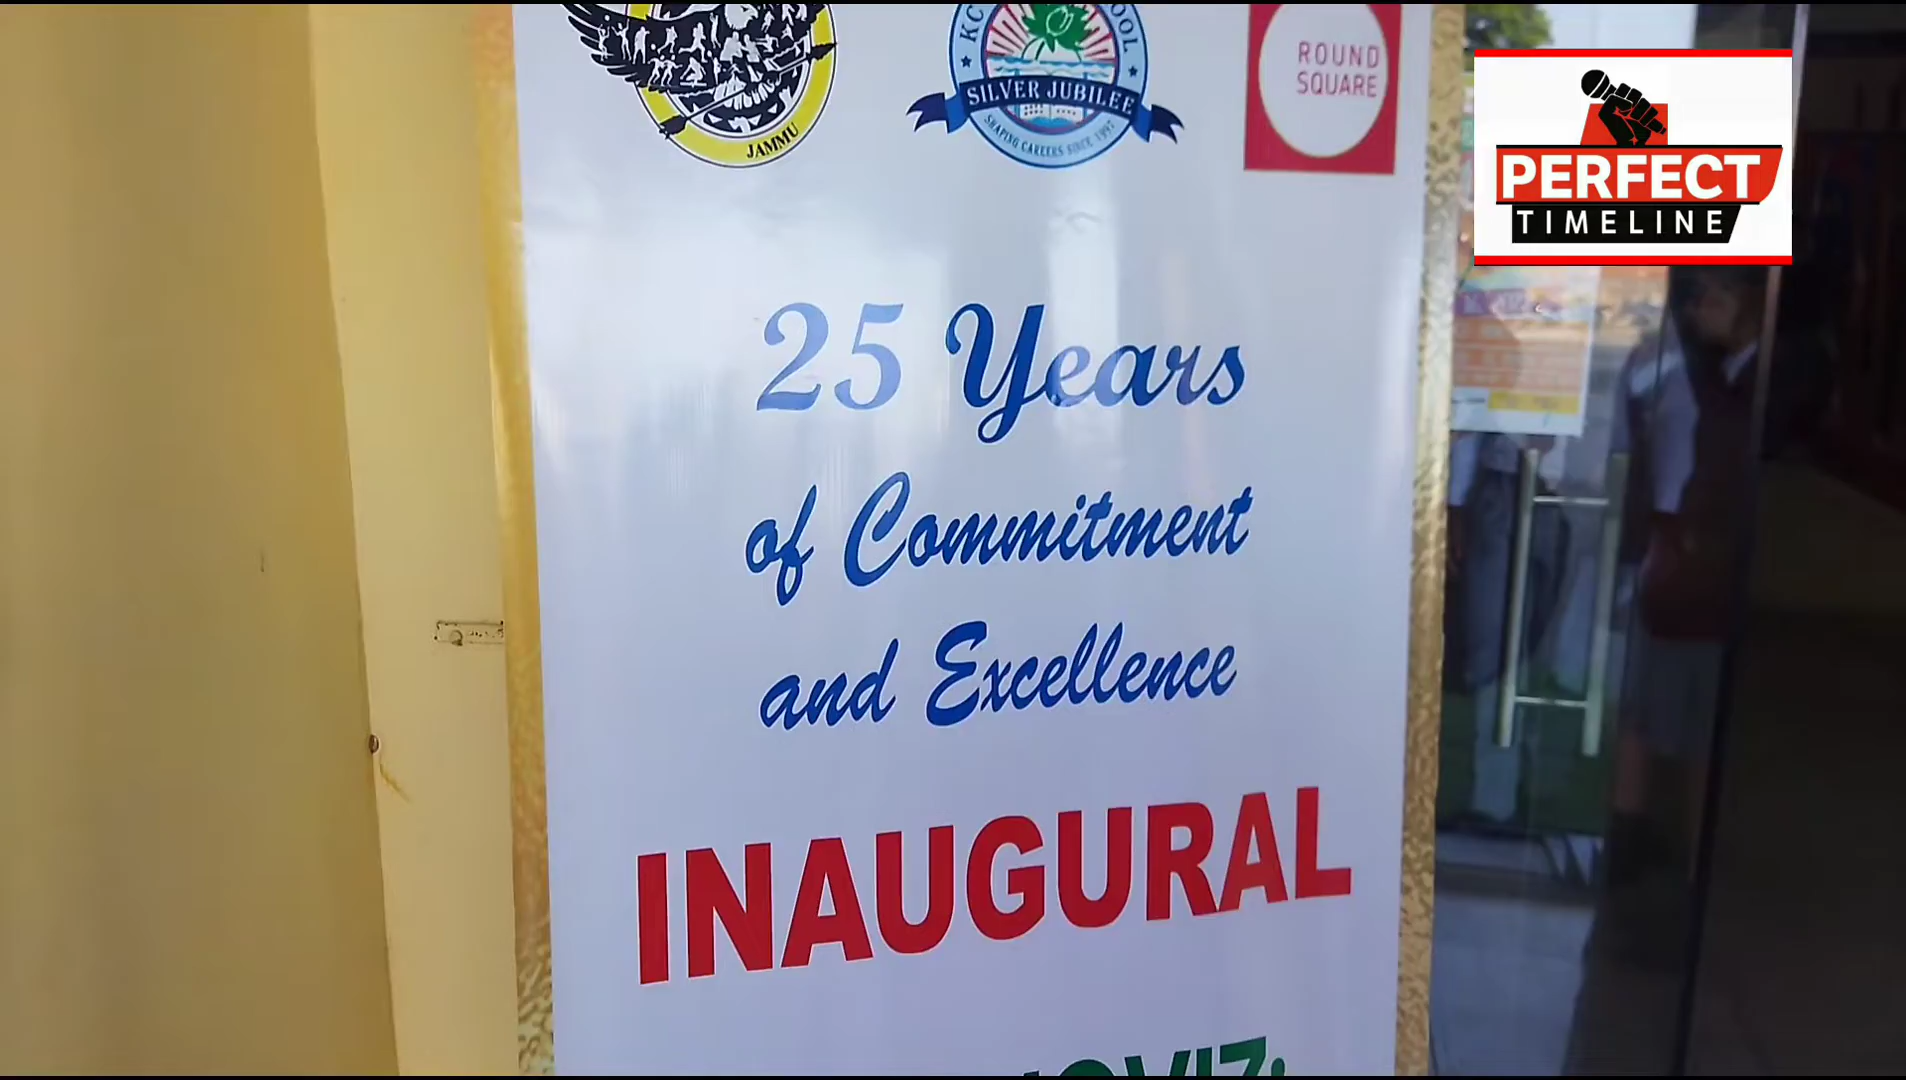 JAMMU
SILVER JUBILEE
SHAPING CAREERS SINCE 1997
ROUND
SQUARE
PERFECT
TIMELINE
25 Years
of Commitment
and Excellence
INAUGURAL